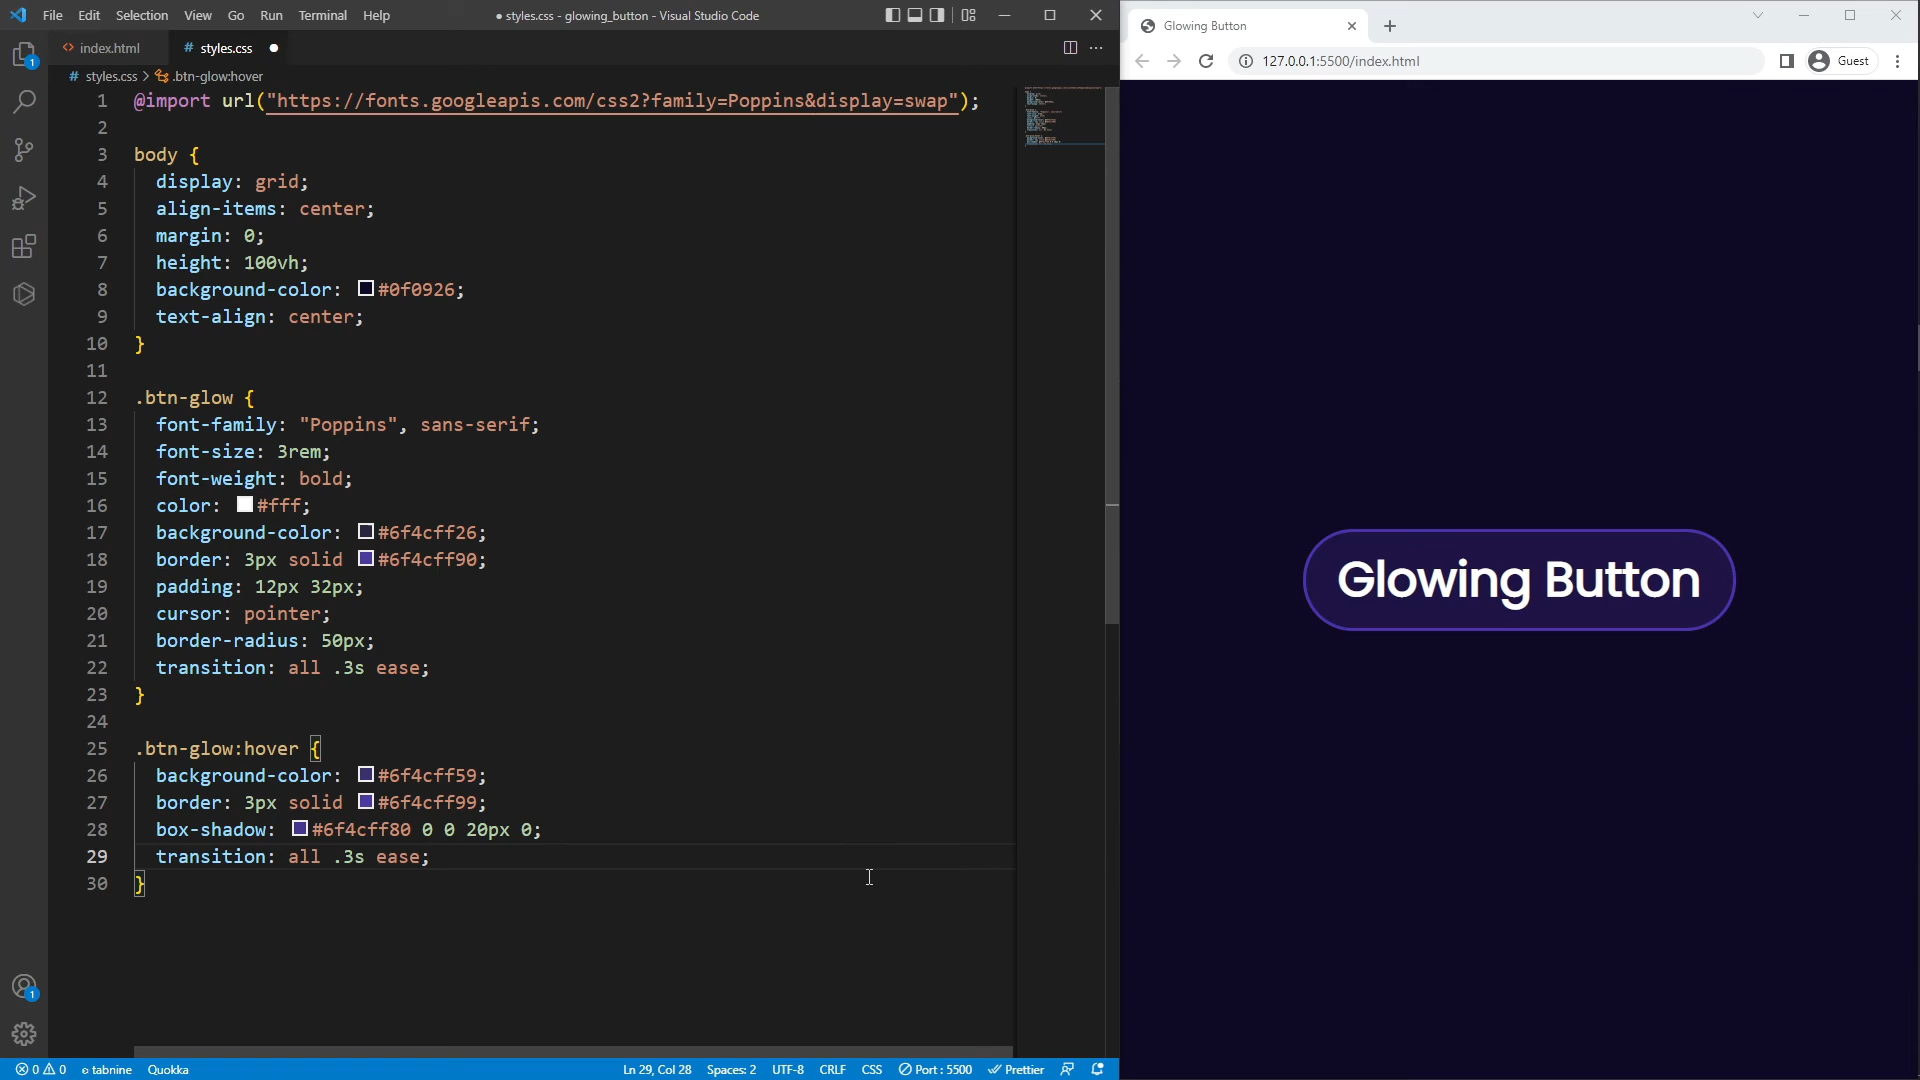 File Edit Selection View Go Run Terminal Help
● styles.css - glowing_button - Visual Studio Code
index.html
# styles.css ●
# styles.css > .btn-glow:hover
1 @import url("https://fonts.googleapis.com/css2?family=Poppins&display=swap");
2
3 body {
4 display: grid;
5 align-items: center;
6 margin: 0;
7 height: 100vh;
8 background-color: #0f0926;
9 text-align: center;
10 }
11
12 .btn-glow {
13 font-family: "Poppins", sans-serif;
14 font-size: 3rem;
15 font-weight: bold;
16 color: #fff;
17 background-color: #6f4cff26;
18 border: 3px solid #6f4cff90;
19 padding: 12px 32px;
20 cursor: pointer;
21 border-radius: 50px;
22 transition: all .3s ease;
23 }
24
25 .btn-glow:hover {
26 background-color: #6f4cff59;
27 border: 3px solid #6f4cff99;
28 box-shadow: #6f4cff80 0 0 20px 0;
29 transition: all .3s ease;
30 }
1
1
0 0 tabnine Quokka
Ln 29, Col 28 Spaces: 2 UTF-8 CRLF CSS Port : 5500 Prettier
Glowing Button
127.0.0.1:5500/index.html
Guest
Glowing Button